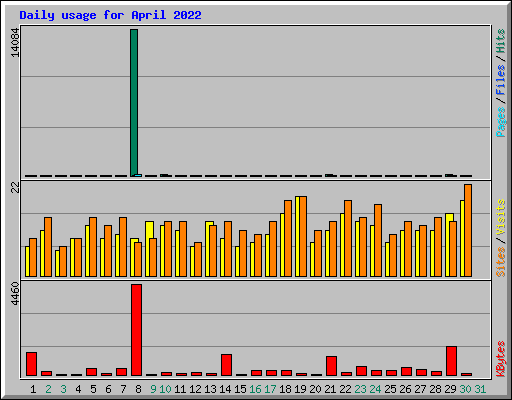 Daily usage for April 2022
14084
22
4460
Pages / Files / Hits
Sites / Visits
KBytes
1 2 3 4 5 6 7 8 9 10 11 12 13 14 15 16 17 18 19 20 21 22 23 24 25 26 27 28 29 30 31